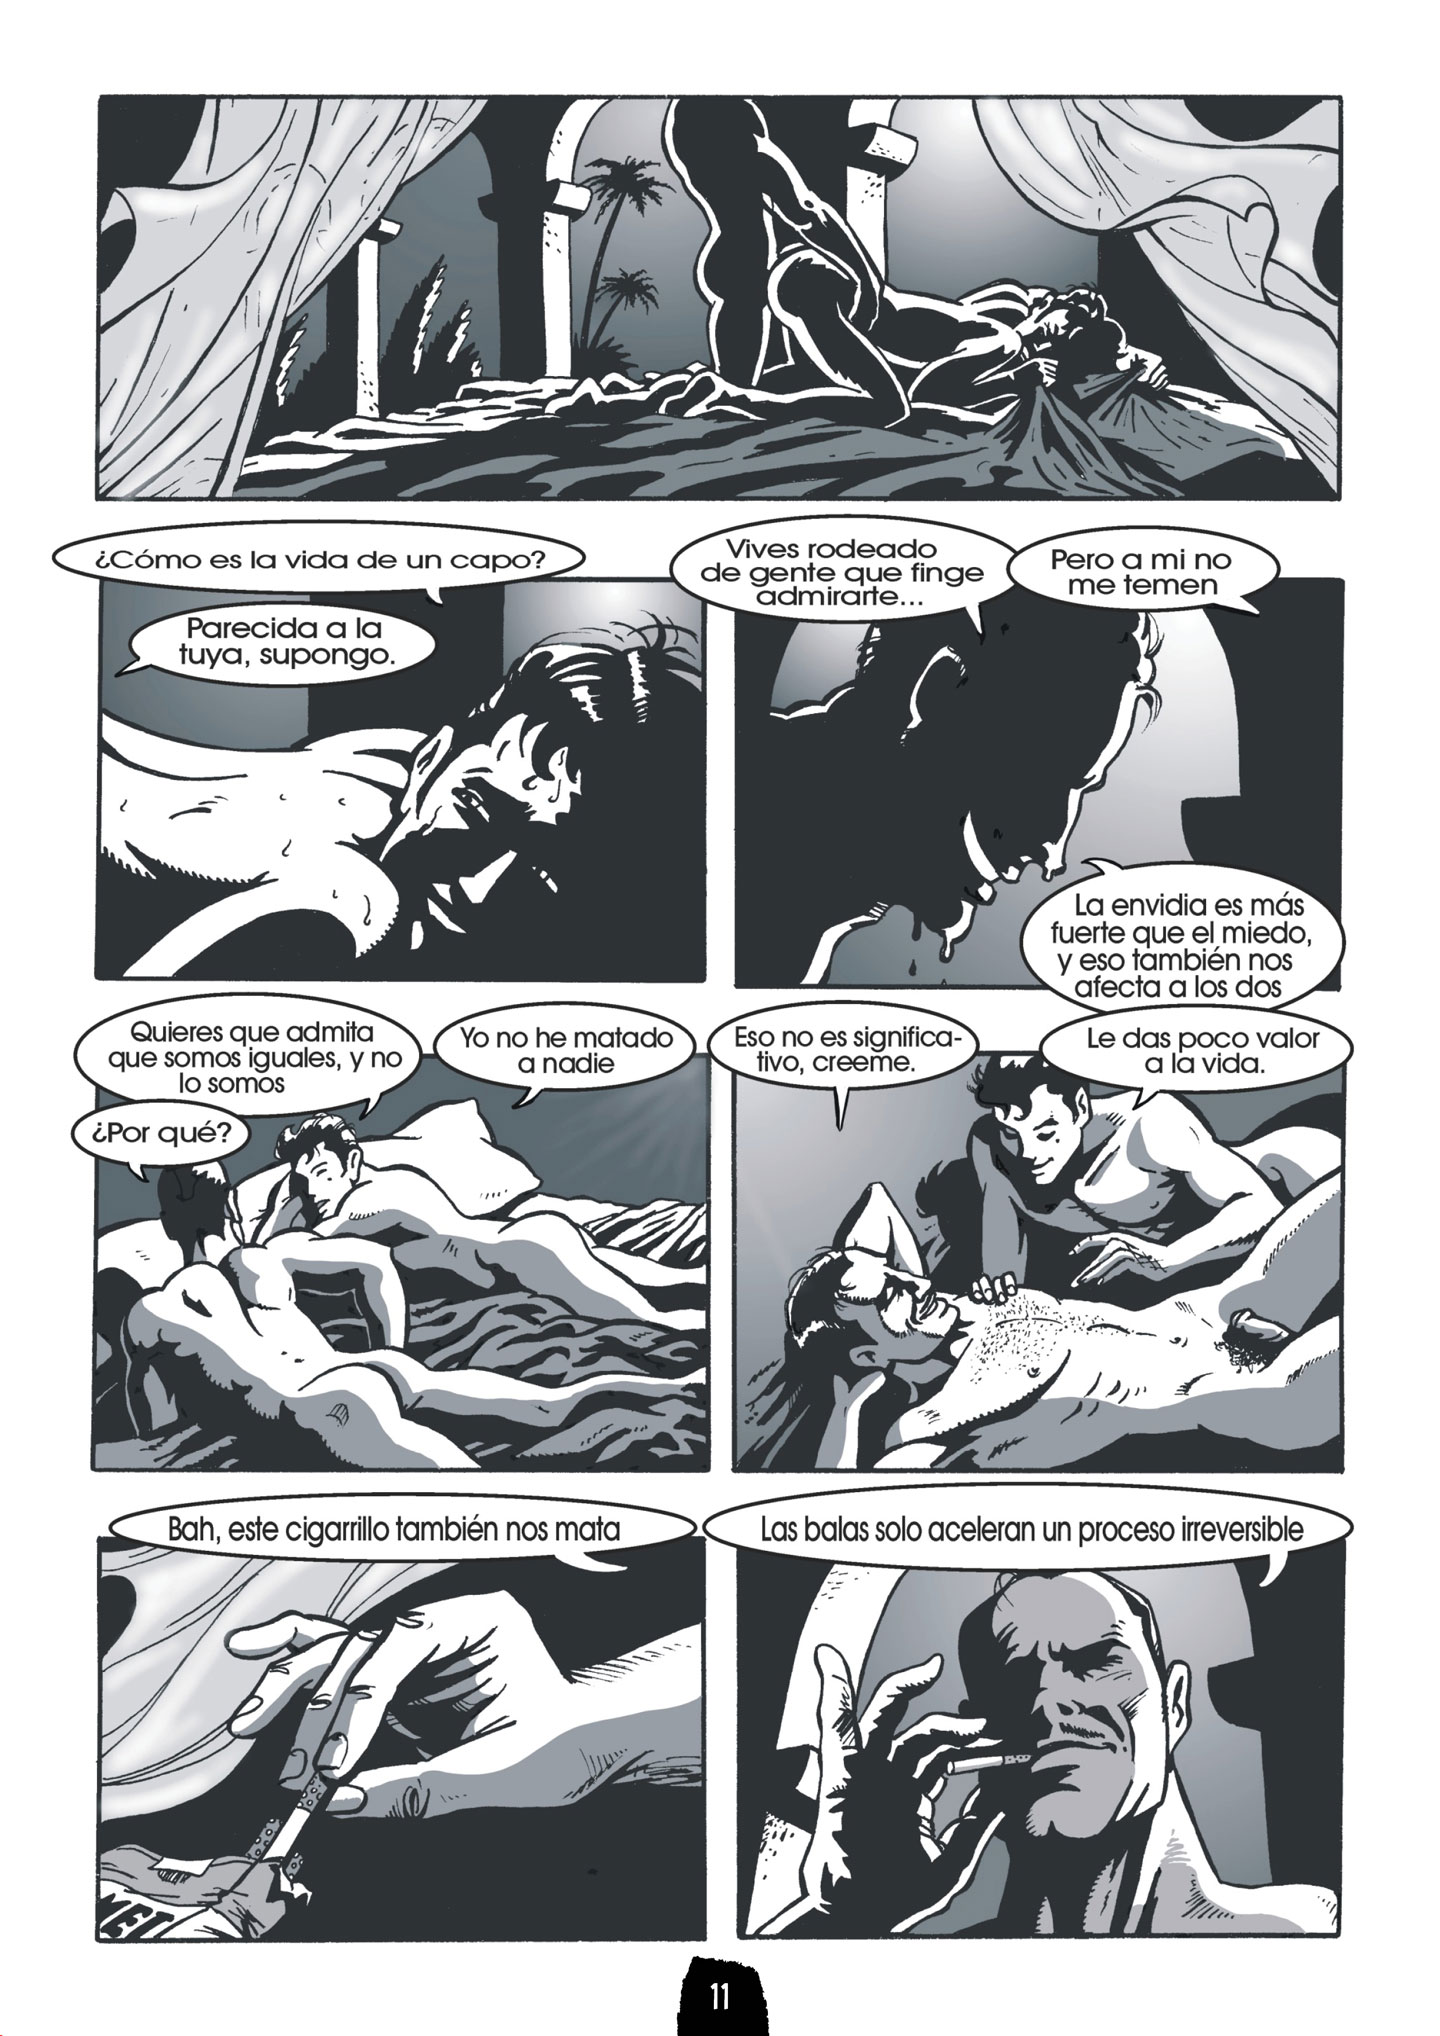 ¿Cómo es la vida de un capo?
Parecida a la
tuya, supongo.
Vives rodeado
de gente que finge
admirarte...
Pero a mi no
me temen
La envidia es más
fuerte que el miedo,
y eso también nos
afecta a los dos
Quieres que admita
que somos iguales, y no
lo somos
¿Por qué?
Yo no he matado
a nadie
Eso no es significa-
tivo, creeme.
Le das poco valor
a la vida.
Bah, este cigarrillo también nos mata
Las balas solo aceleran un proceso irreversible
11